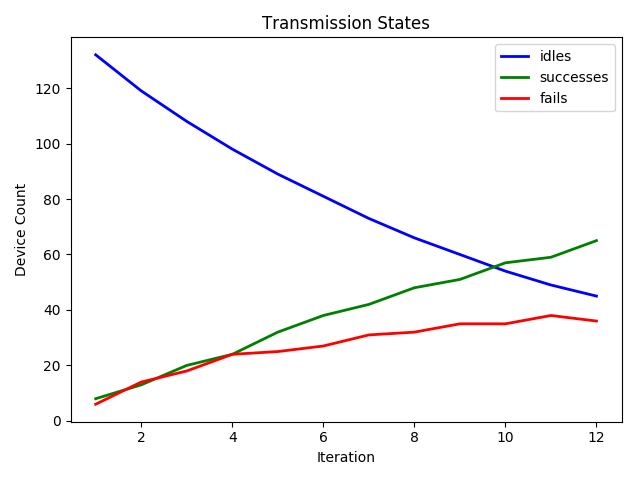 Transmission States
idles
successes
fails
Device Count
120
100
80
60
40
20
0
2 4 6 8 10 12
Iteration